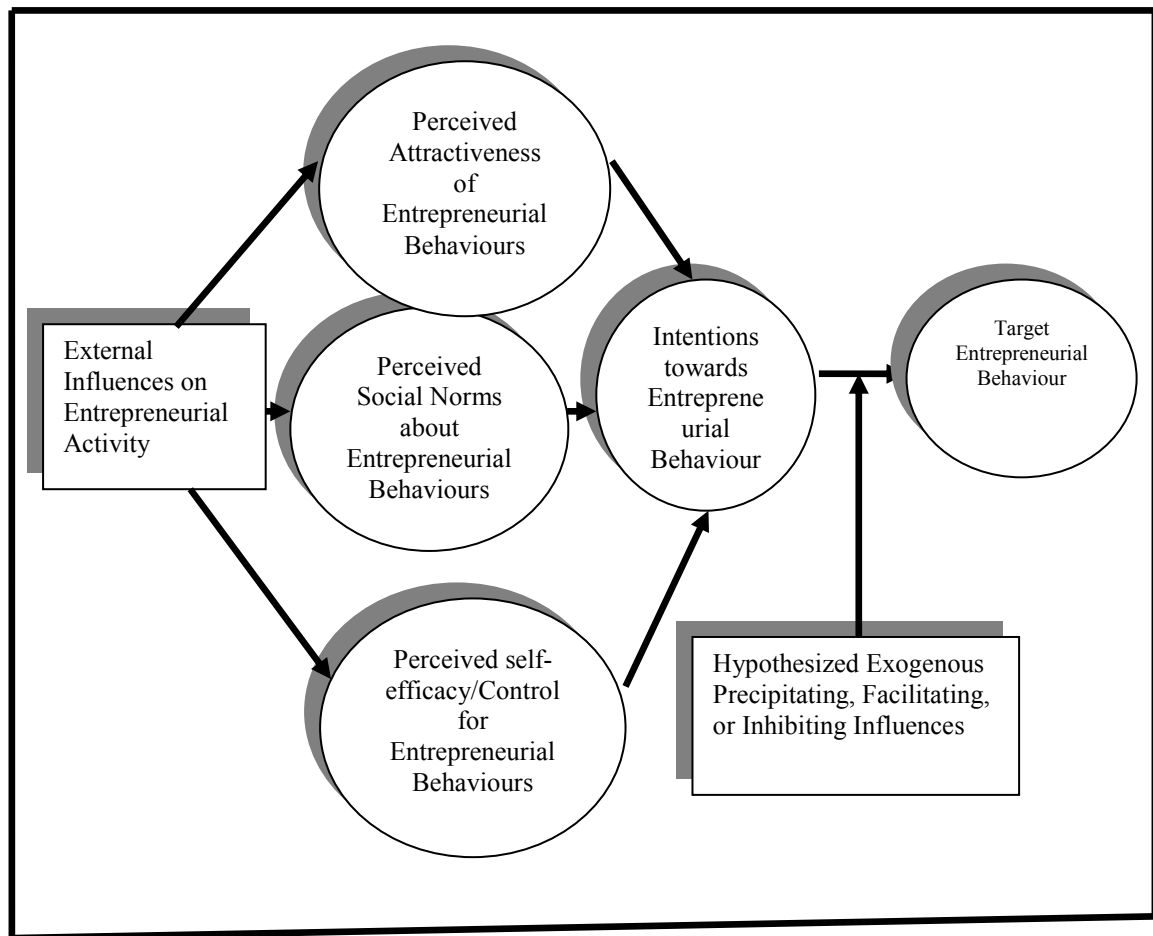 Perceived
Attractiveness
of
Entrepreneurial
Behaviours
External
Influences on
Entrepreneurial
Activity
Perceived
Social Norms
about
Entrepreneurial
Behaviours
Intentions
towards
Entreprene
urial
Behaviour
Target
Entrepreneurial
Behaviour
Perceived self-
efficacy/Control
for
Entrepreneurial
Behaviours
Hypothesized Exogenous
Precipitating, Facilitating,
or Inhibiting Influences